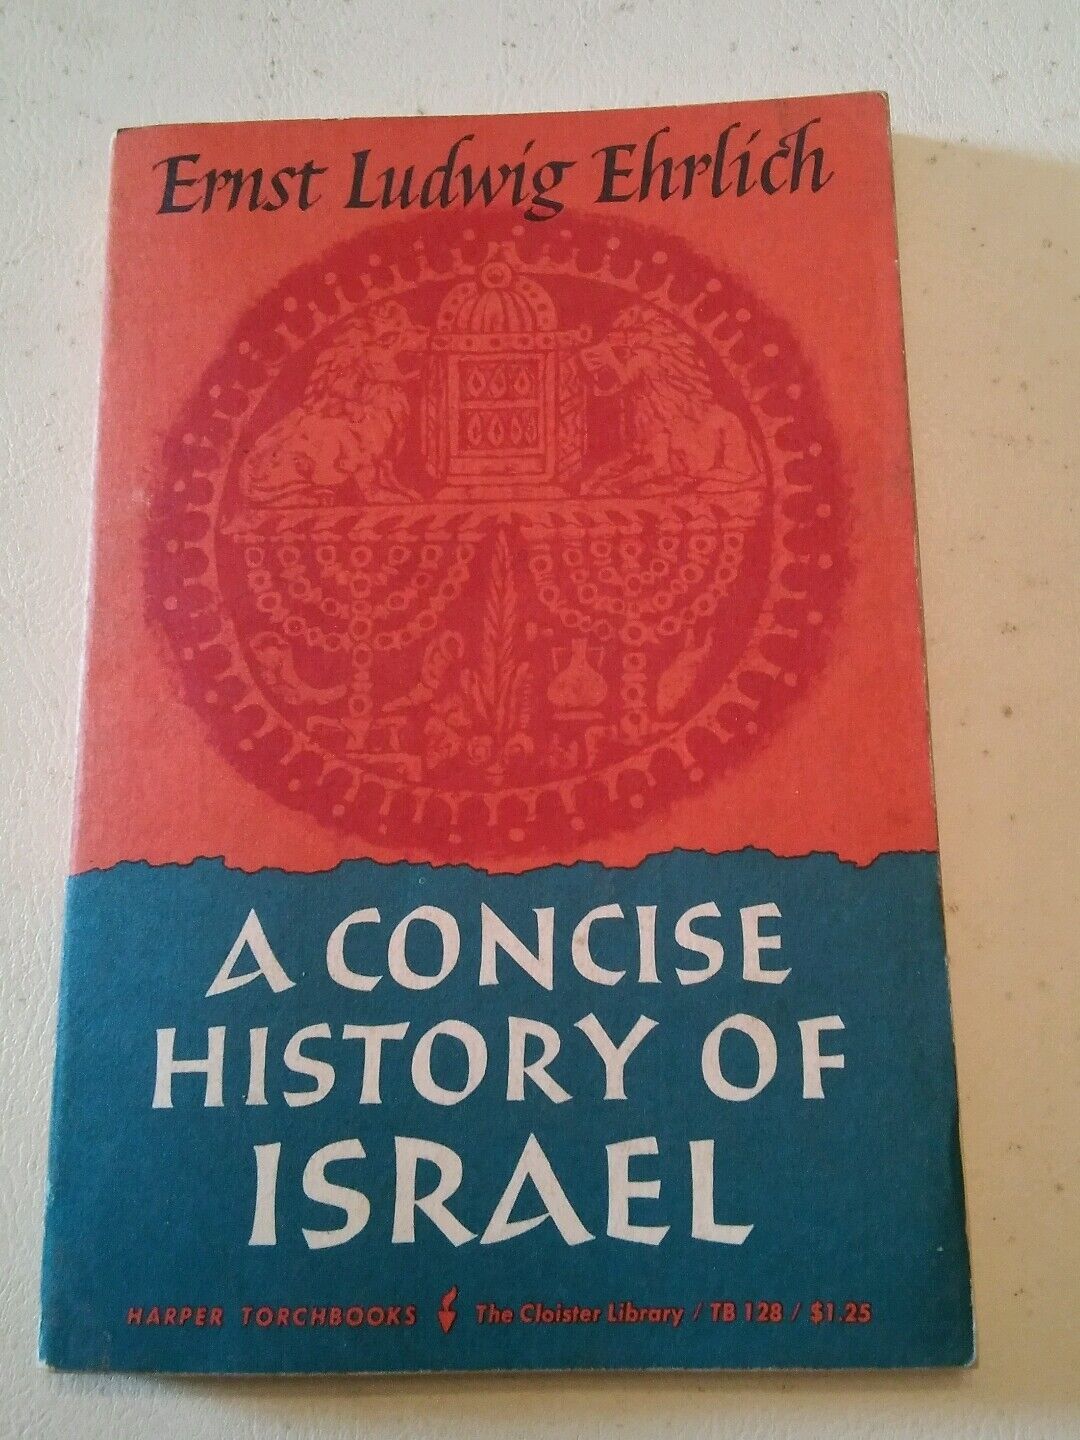 Ernst Ludwig Ehrlich
A CONCISE
HISTORY OF
ISRAEL
HARPER TORCHBOOKS The Cloister Library / TB 128 / $1.25